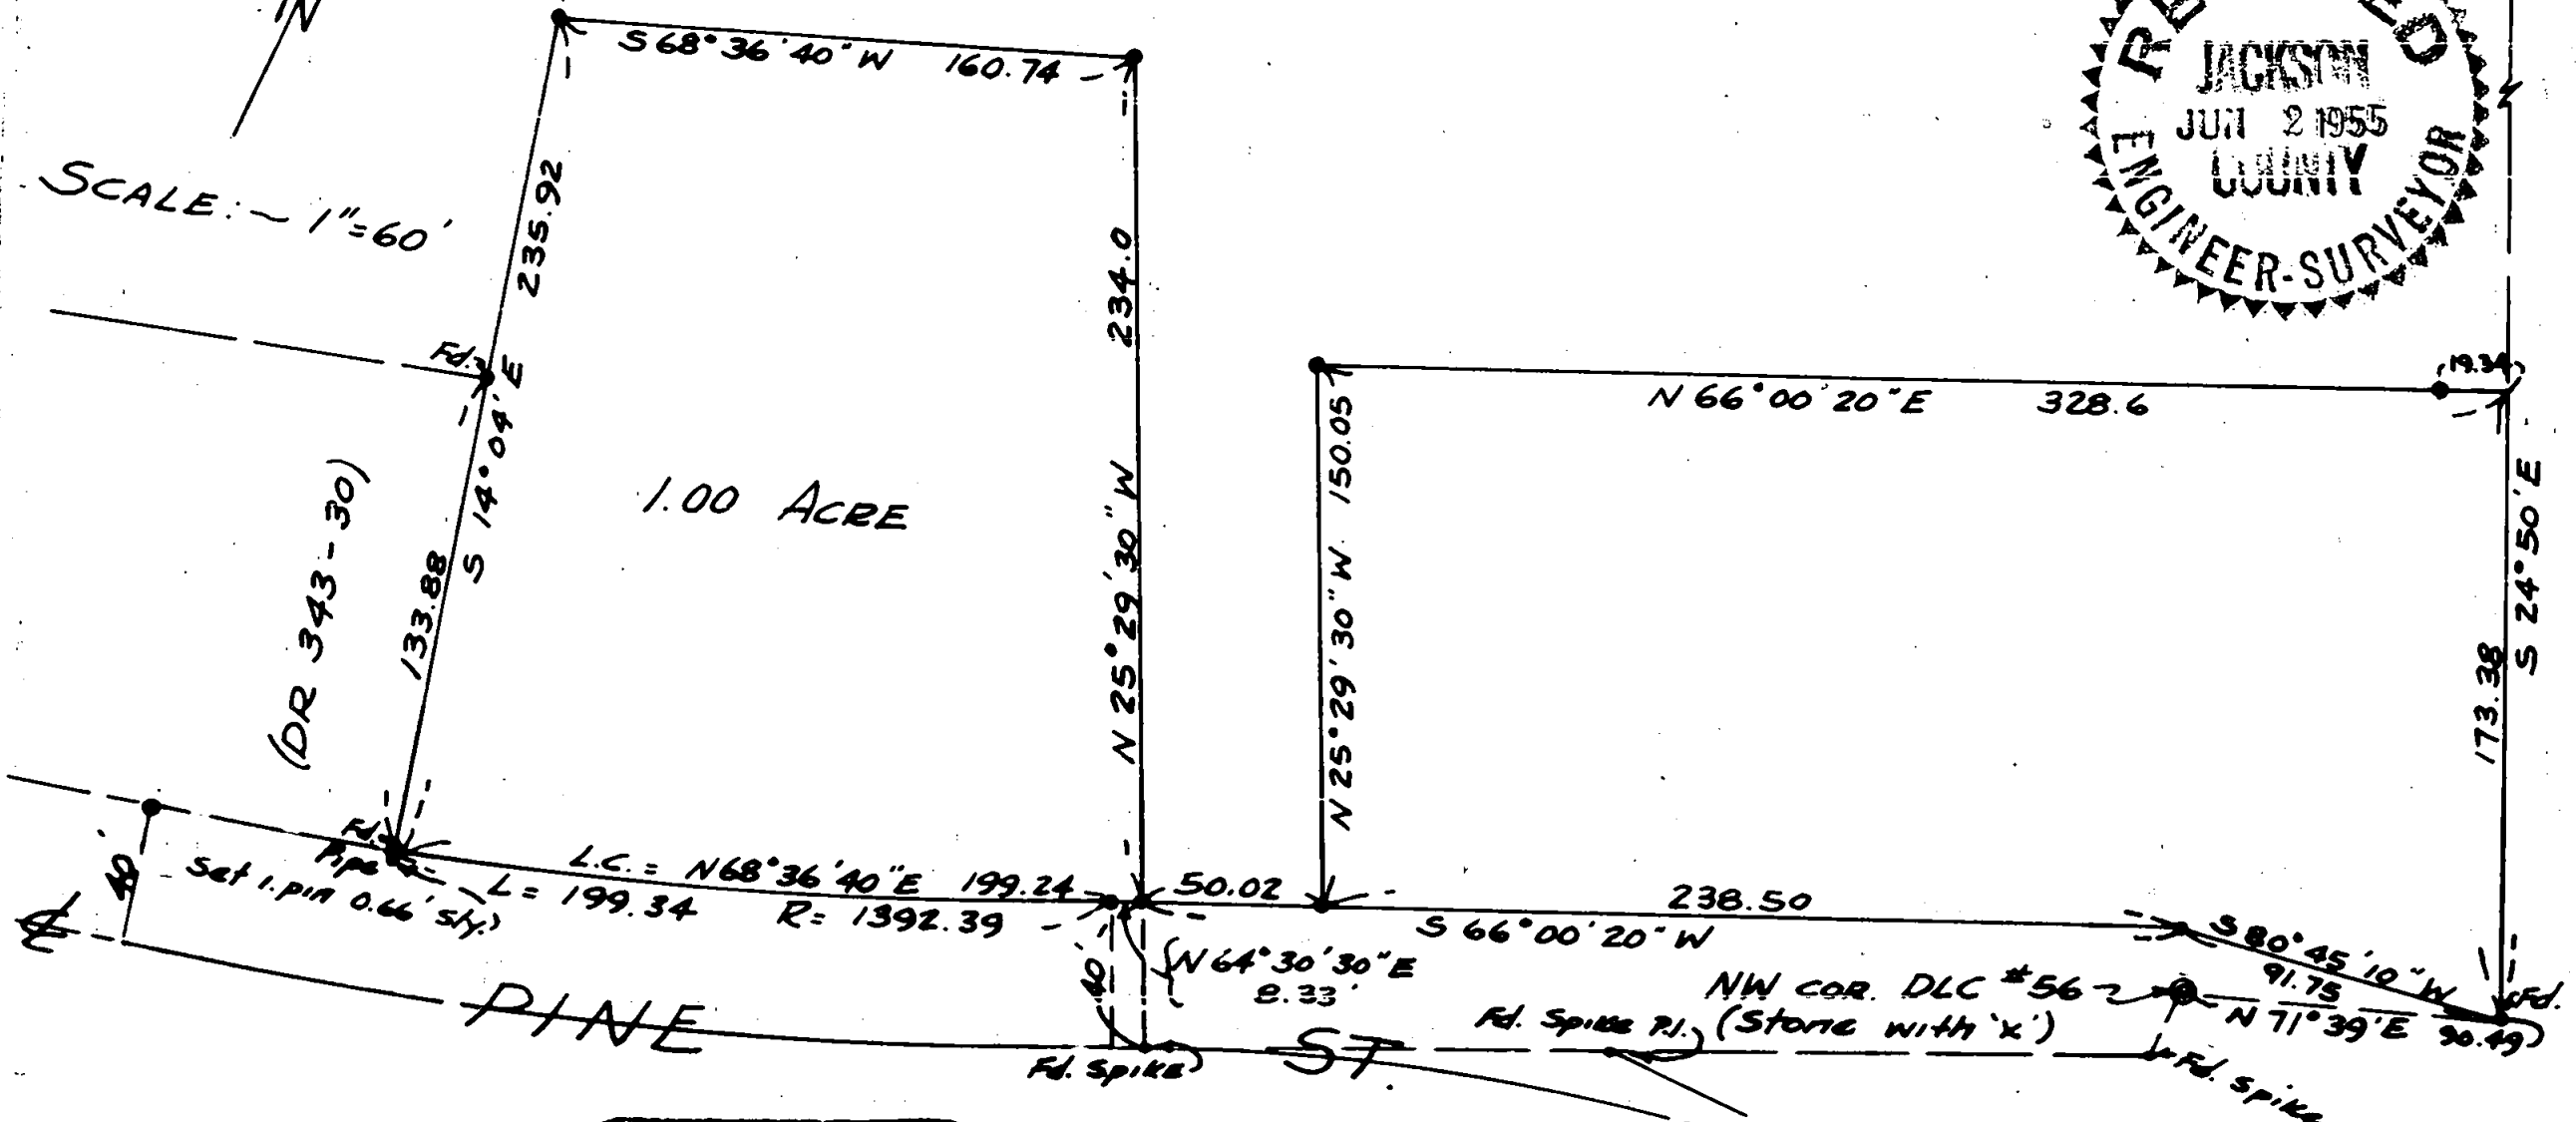 N
SCALE:~ 1"=60'
S 68° 36' 40" W 160.74
235.92
S 14° 04' E
133.88
Fd.
(DR 343-30)
1.00 ACRE
234.0
N 25° 29' 30" W
JACKSON
JUN 2 1955
COUNTY
ENGINEER-SURVEYOR
N 66° 00' 20" E 328.6
19.34
N 25° 29' 30" W 150.05
S 24° 50' E
173.38
Fd.
Pipe
Set i. pin 0.66' Sly.)
40
L.C. = N 68° 36' 40" E 199.24
L = 199.34 R = 1392.39
50.02
238.50
S 66° 00' 20" W
S 80° 45' 10" W
91.75
Fd.
N 64° 30' 30" E
.33'
40
NW COR. DLC #56
(Stone with 'x')
N 71° 39' E 90.49
Fd. Spike P.I.
Fd. Spike
Fd. Spike
PINE ST.